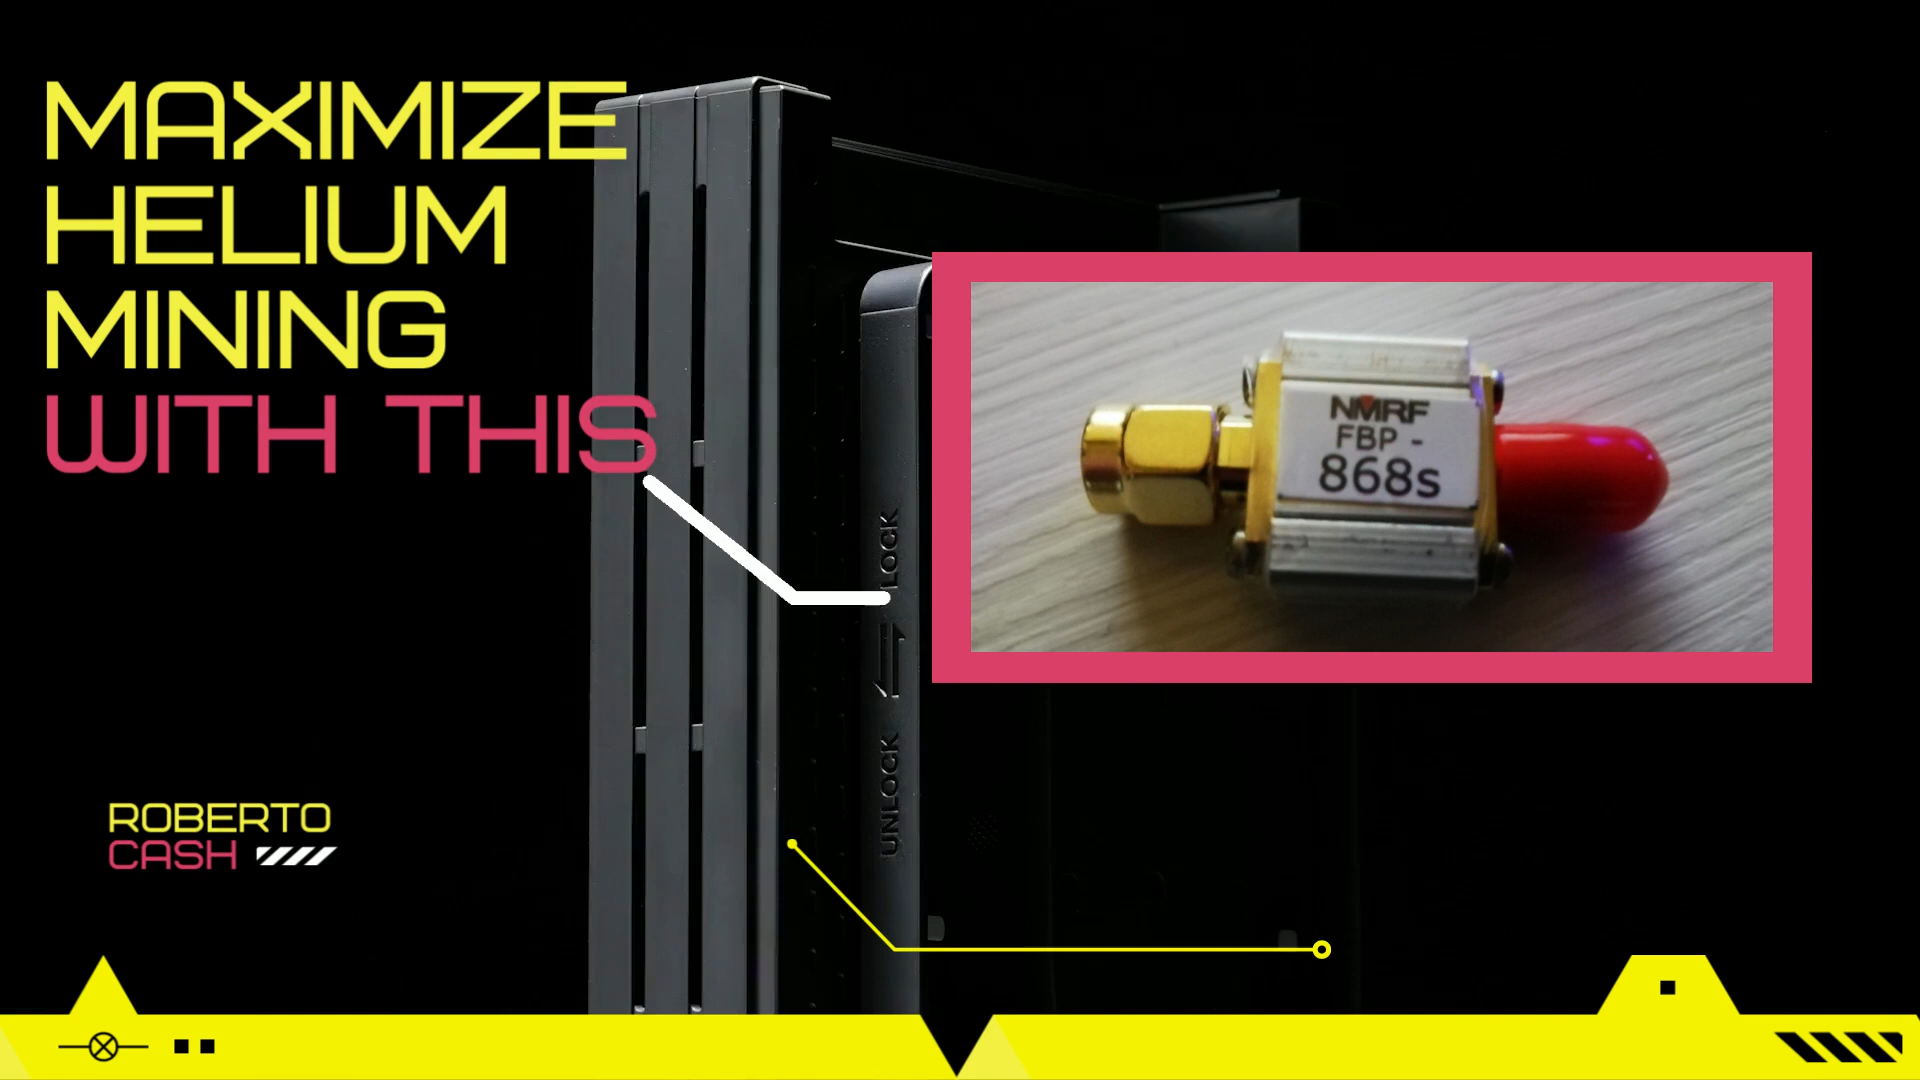 MAXIMIZE
HELIUM
MINING
WITH THIS
NMRF
FBP -
868s
LOCK
UNLOCK
ROBERTO
CASH